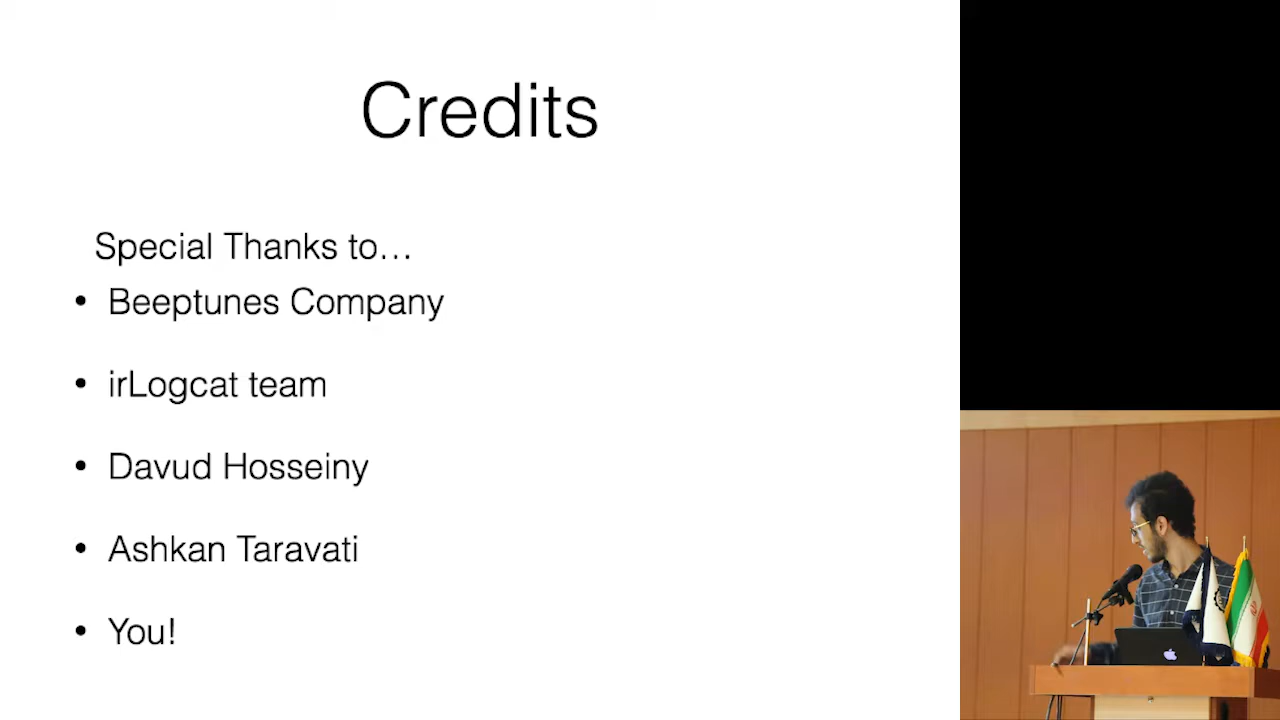 Credits
Special Thanks to…
• Beeptunes Company
• irLogcat team
• Davud Hosseiny
• Ashkan Taravati
• You!